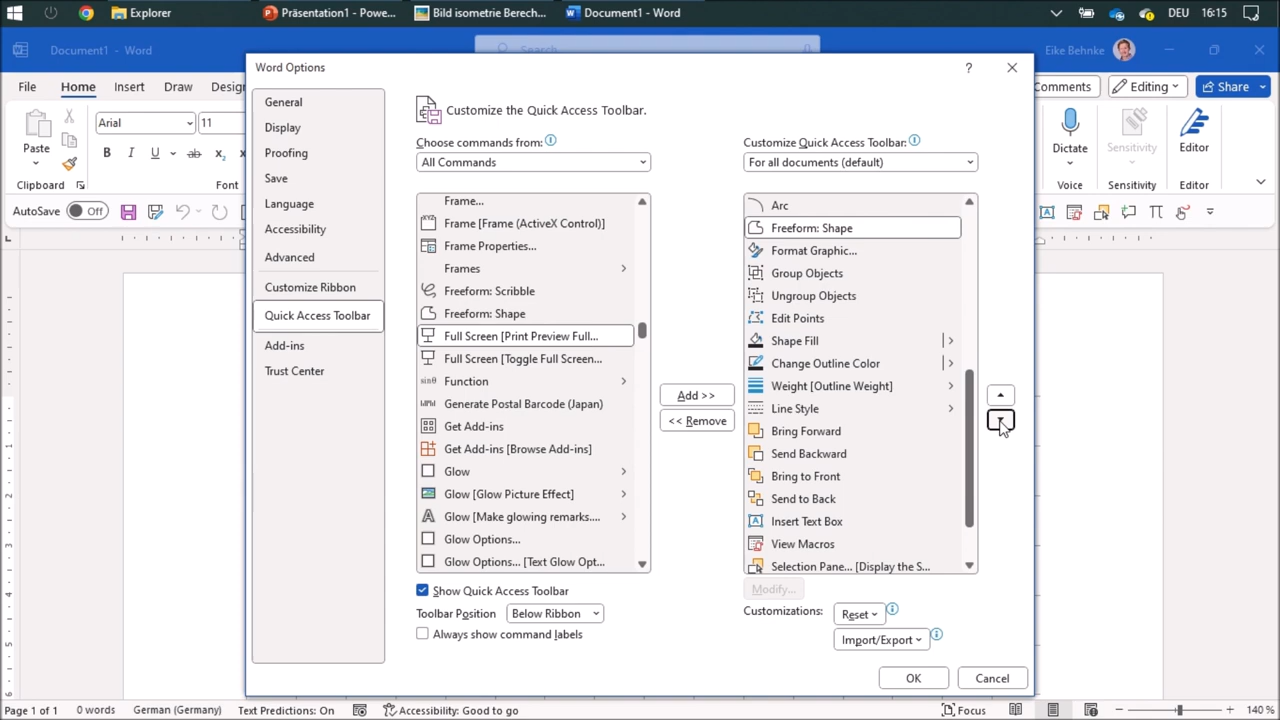 Explorer
Präsentation1 - Powe...
Bild isometrie Berech...
Document1 - Word
DEU
16:15
Document1 - Word
Search
Eike Behnke
File
Home
Insert
Draw
Design
Comments
Editing
Share
Paste
Arial
11
B I U ab x₂ x
Dictate
Sensitivity
Editor
Clipboard
Font
Voice
Sensitivity
Editor
AutoSave Off
Word Options
General
Display
Proofing
Save
Language
Accessibility
Advanced
Customize Ribbon
Quick Access Toolbar
Add-ins
Trust Center
Customize the Quick Access Toolbar.
Choose commands from:
All Commands
Frame...
Frame [Frame (ActiveX Control)]
Frame Properties...
Frames
Freeform: Scribble
Freeform: Shape
Full Screen [Print Preview Full...
Full Screen [Toggle Full Screen...
Function
Generate Postal Barcode (Japan)
Get Add-ins
Get Add-ins [Browse Add-ins]
Glow
Glow [Glow Picture Effect]
Glow [Make glowing remarks....
Glow Options...
Glow Options... [Text Glow Opt...
Show Quick Access Toolbar
Toolbar Position Below Ribbon
Always show command labels
Add >>
<< Remove
Customize Quick Access Toolbar:
For all documents (default)
Arc
Freeform: Shape
Format Graphic...
Group Objects
Ungroup Objects
Edit Points
Shape Fill
Change Outline Color
Weight [Outline Weight]
Line Style
Bring Forward
Send Backward
Bring to Front
Send to Back
Insert Text Box
View Macros
Selection Pane... [Display the S...
Modify...
Customizations: Reset
Import/Export
OK
Cancel
Page 1 of 1
0 words
German (Germany)
Text Predictions: On
Accessibility: Good to go
Focus
140 %